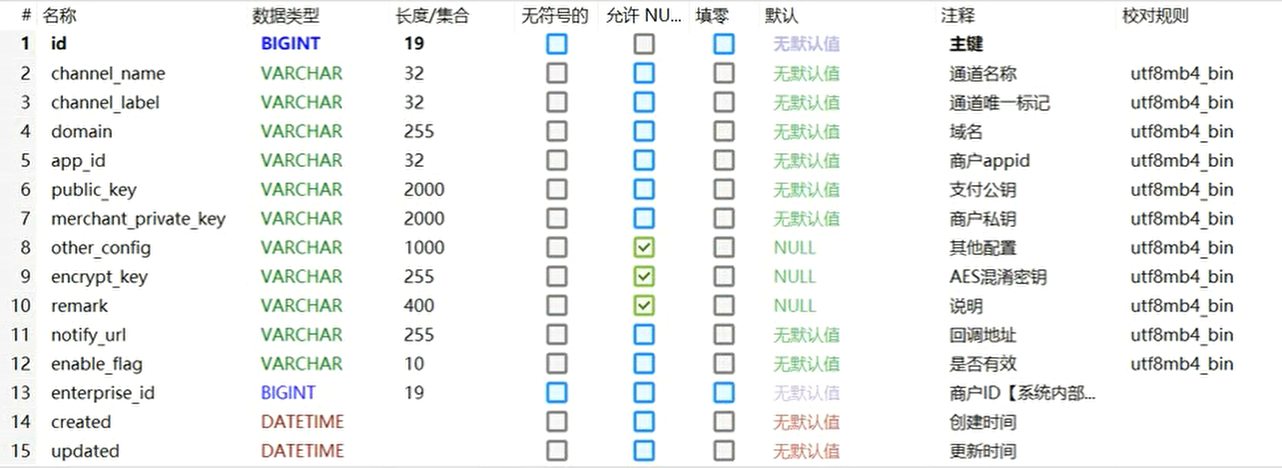 # 名称 数据类型 长度/集合 无符号的 允许 NU... 填零 默认 注释 校对规则
1 id BIGINT 19 无默认值 主键
2 channel_name VARCHAR 32 无默认值 通道名称 utf8mb4_bin
3 channel_label VARCHAR 32 无默认值 通道唯一标记 utf8mb4_bin
4 domain VARCHAR 255 无默认值 域名 utf8mb4_bin
5 app_id VARCHAR 32 无默认值 商户appid utf8mb4_bin
6 public_key VARCHAR 2000 无默认值 支付公钥 utf8mb4_bin
7 merchant_private_key VARCHAR 2000 无默认值 商户私钥 utf8mb4_bin
8 other_config VARCHAR 1000 NULL 其他配置 utf8mb4_bin
9 encrypt_key VARCHAR 255 NULL AES混淆密钥 utf8mb4_bin
10 remark VARCHAR 400 NULL 说明 utf8mb4_bin
11 notify_url VARCHAR 255 无默认值 回调地址 utf8mb4_bin
12 enable_flag VARCHAR 10 无默认值 是否有效 utf8mb4_bin
13 enterprise_id BIGINT 19 无默认值 商户ID【系统内部...
14 created DATETIME 无默认值 创建时间
15 updated DATETIME 无默认值 更新时间